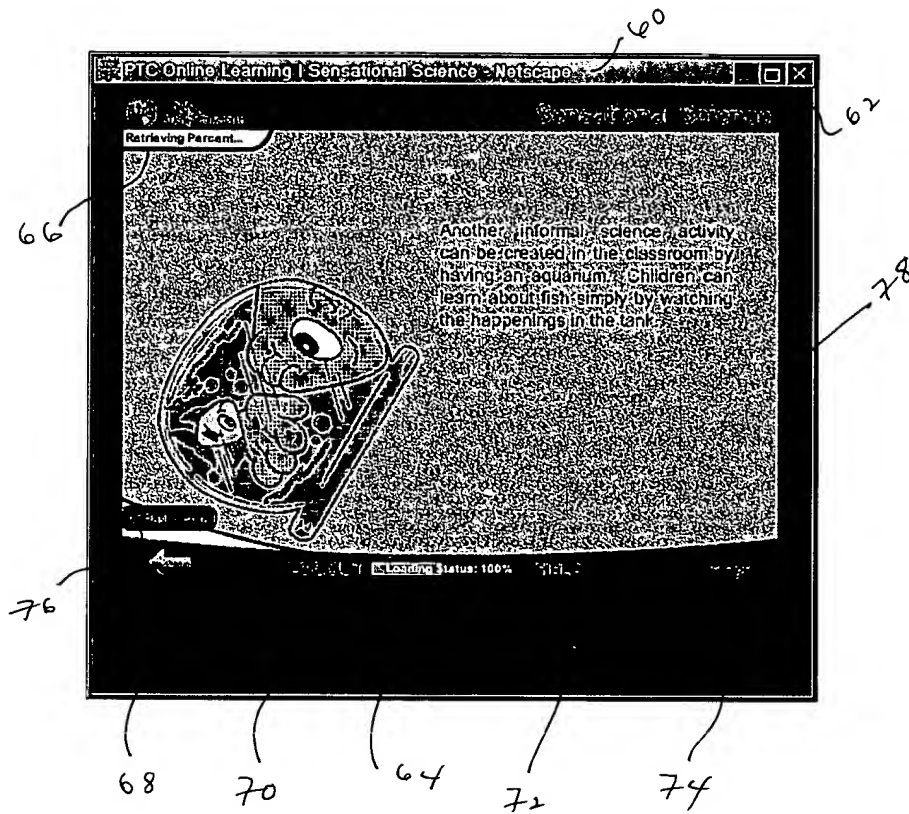 60
PTC Online Learning | Sensational Science - Netscape
62
Sensational Science
Retrieving Percent...
66
Another informal science activity
can be created in the classroom by
having an aquarium. Children can
learn about fish simply by watching
the happenings in the tank.
78
76
Loading Status: 100%
68
70
64
72
74